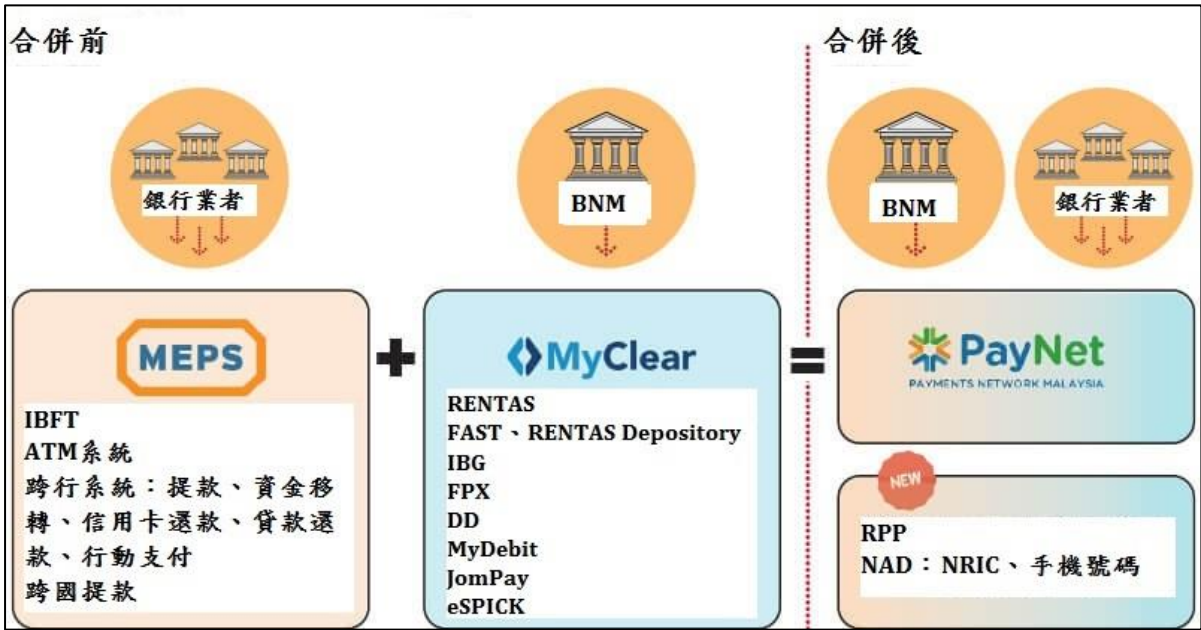 合併前
合併後
銀行業者
BNM
BNM
銀行業者
MEPS
IBFT
ATM系統
跨行系統：提款、資金移
轉、信用卡還款、貸款還
款、行動支付
跨國提款
+
MyClear
RENTAS
FAST、RENTAS Depository
IBG
FPX
DD
MyDebit
JomPay
eSPICK
=
PayNet
PAYMENTS NETWORK MALAYSIA
NEW
RPP
NAD：NRIC、手機號碼